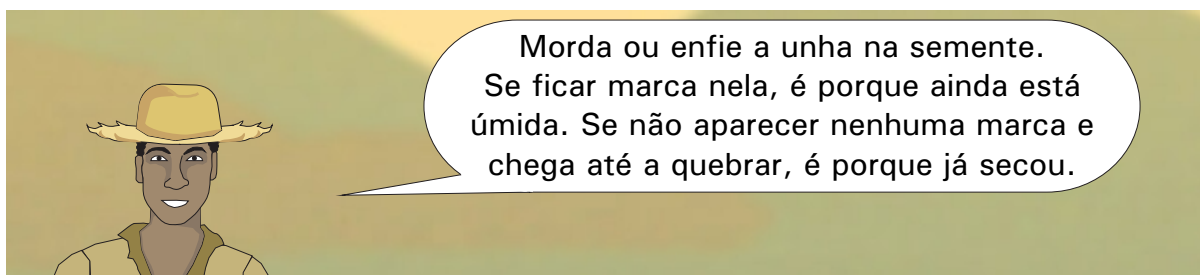 Morda ou enfie a unha na semente.
Se ficar marca nela, é porque ainda está
úmida. Se não aparecer nenhuma marca e
chega até a quebrar, é porque já secou.